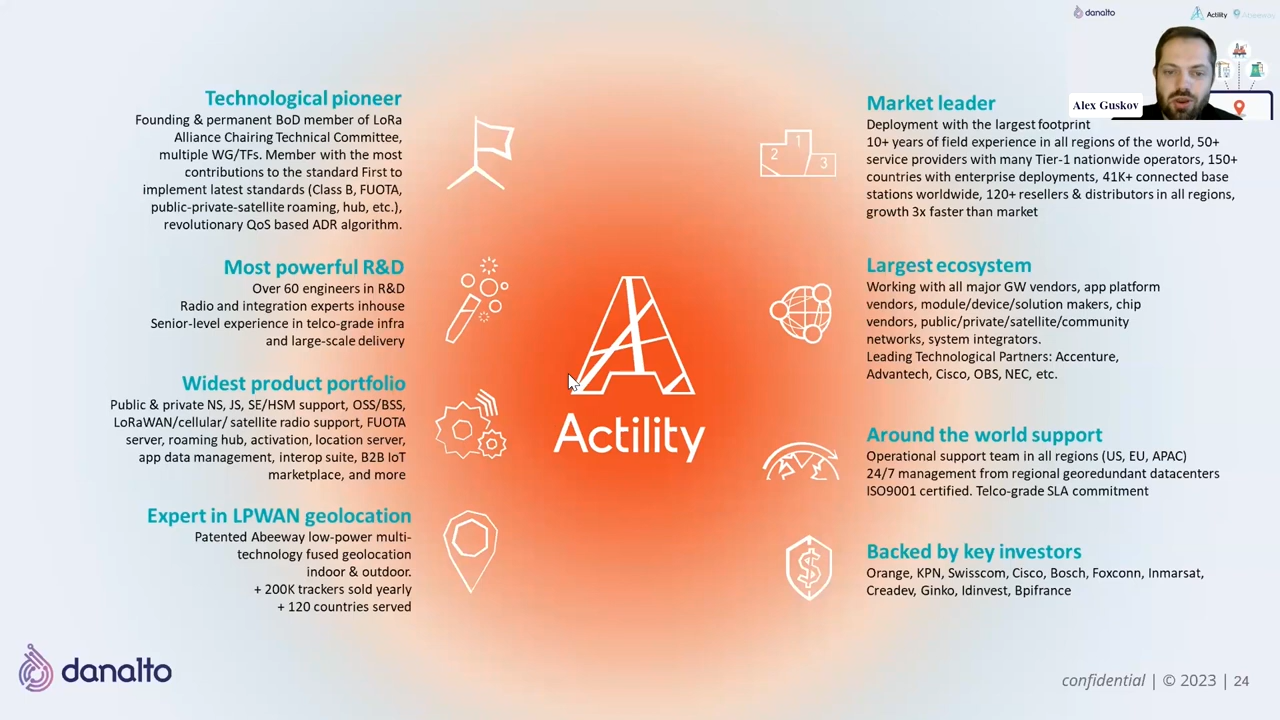 danalto
Actility
Abeeway
Alex Guskov
Technological pioneer
Founding & permanent BoD member of LoRa
Alliance Chairing Technical Committee,
multiple WG/TFs. Member with the most
contributions to the standard First to
implement latest standards (Class B, FUOTA,
public-private-satellite roaming, hub, etc.),
revolutionary QoS based ADR algorithm.
Most powerful R&D
Over 60 engineers in R&D
Radio and integration experts inhouse
Senior-level experience in telco-grade infra
and large-scale delivery
Widest product portfolio
Public & private NS, JS, SE/HSM support, OSS/BSS,
LoRaWAN/cellular/ satellite radio support, FUOTA
server, roaming hub, activation, location server,
app data management, interop suite, B2B IoT
marketplace, and more
Expert in LPWAN geolocation
Patented Abeeway low-power multi-
technology fused geolocation
indoor & outdoor.
+ 200K trackers sold yearly
+ 120 countries served
2 1 3
Actility
Market leader
Deployment with the largest footprint
10+ years of field experience in all regions of the world, 50+
service providers with many Tier-1 nationwide operators, 150+
countries with enterprise deployments, 41K+ connected base
stations worldwide, 120+ resellers & distributors in all regions,
growth 3x faster than market
Largest ecosystem
Working with all major GW vendors, app platform
vendors, module/device/solution makers, chip
vendors, public/private/satellite/community
networks, system integrators.
Leading Technological Partners: Accenture,
Advantech, Cisco, OBS, NEC, etc.
Around the world support
Operational support team in all regions (US, EU, APAC)
24/7 management from regional georedundant datacenters
ISO9001 certified. Telco-grade SLA commitment
$
Backed by key investors
Orange, KPN, Swisscom, Cisco, Bosch, Foxconn, Inmarsat,
Creadev, Ginko, Idinvest, Bpifrance
danalto
confidential | © 2023 | 24